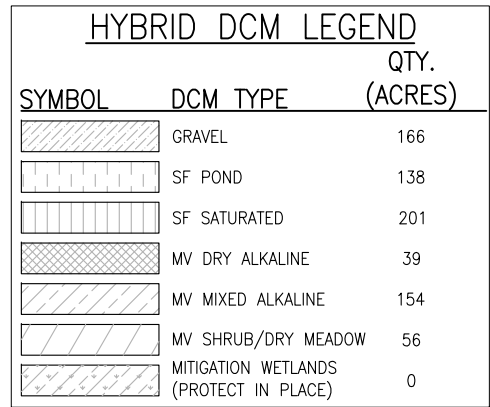 HYBRID DCM LEGEND
QTY.
SYMBOL DCM TYPE (ACRES)
GRAVEL 166
SF POND 138
SF SATURATED 201
MV DRY ALKALINE 39
MV MIXED ALKALINE 154
MV SHRUB/DRY MEADOW 56
MITIGATION WETLANDS
(PROTECT IN PLACE) 0